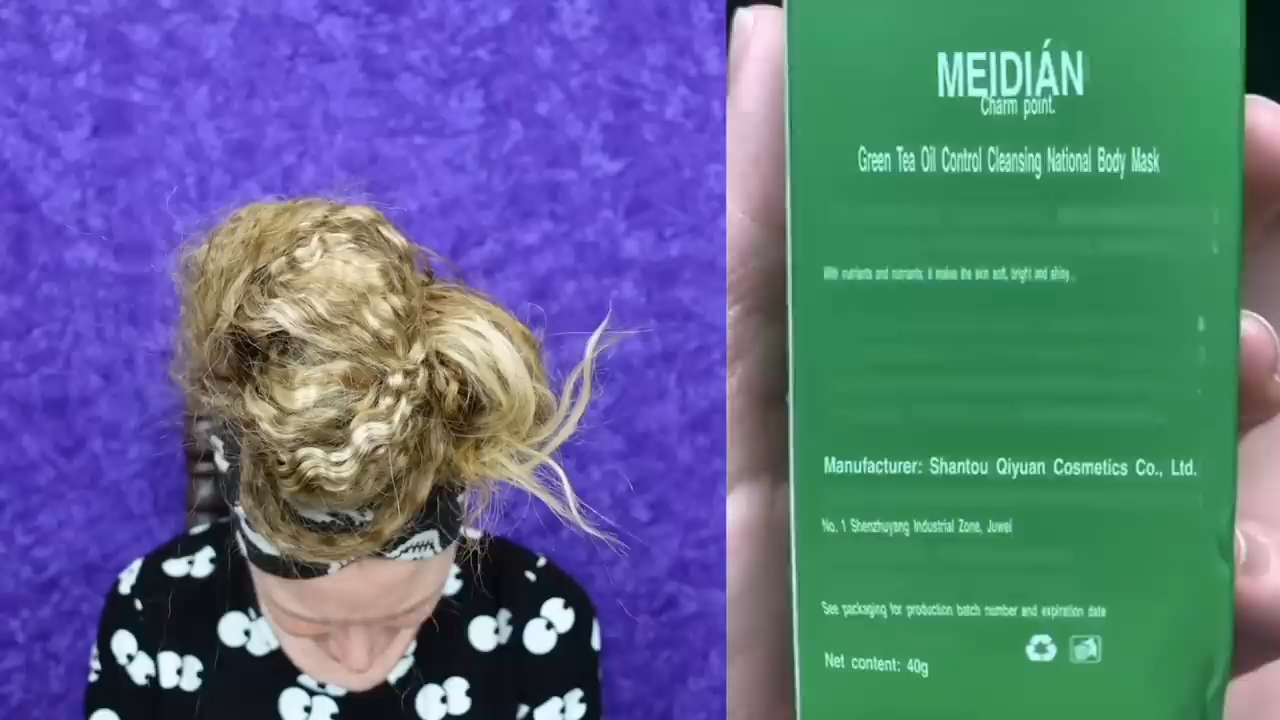 MEIDIÁN
Charm point.
Green Tea Oil Control Cleansing National Body Mask
With nutrients and nutrients, it makes the skin soft, bright and shiny.
Manufacturer: Shantou Qiyuan Cosmetics Co., Ltd.
No. 1 Shenzhuyang Industrial Zone, Juwei
See packaging for production batch number and expiration date
Net content: 40g